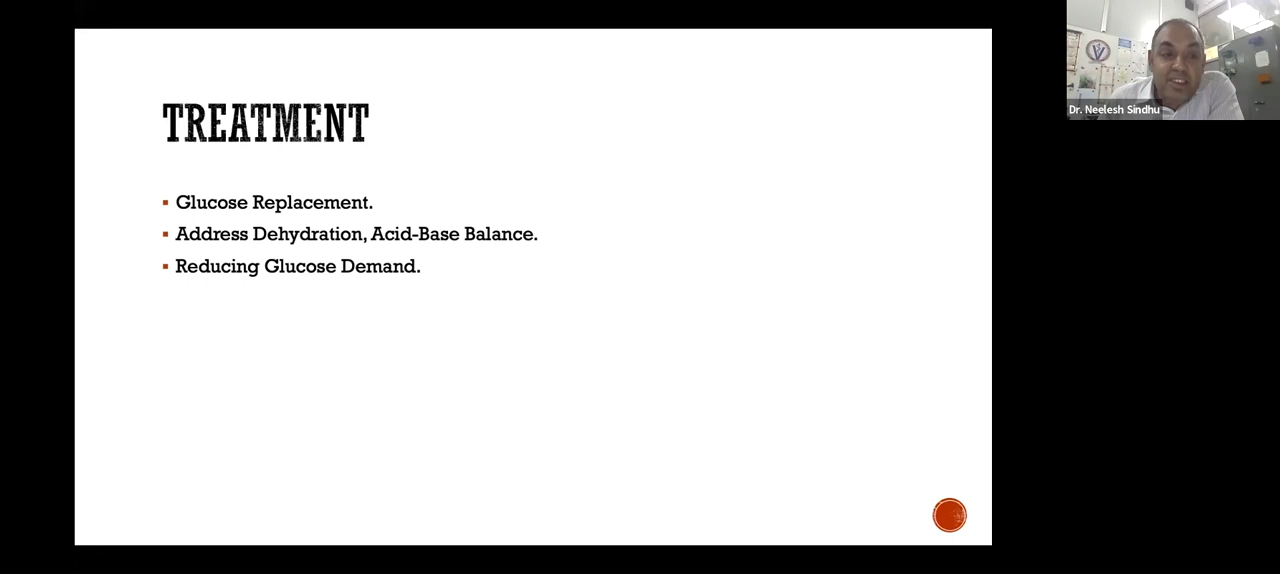 TREATMENT
Glucose Replacement.
Address Dehydration, Acid-Base Balance.
Reducing Glucose Demand.
Dr. Neelesh Sindhu